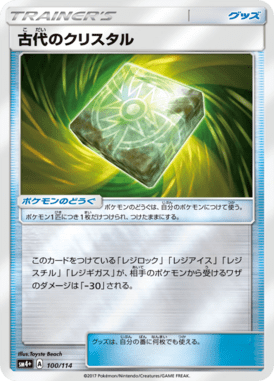 TRAINER'S
グッズ
こだい
古代のクリスタル
ポケモンのどうぐ
ポケモンのどうぐは、自分のポケモンにつけて使う。
ポケモン1匹につき1枚だけつけられ、つけたままにする。
このカードをつけている「レジロック」「レジアイス」「レジ
スチル」「レジギガス」が、相手のポケモンから受けるワザ
のダメージは「-30」される。
グッズは、自分の番に何枚でも使える。
Illus.Toyste Beach
SM4+ A 100/114
©2017 Pokémon/Nintendo/Creatures/GAME FREAK.